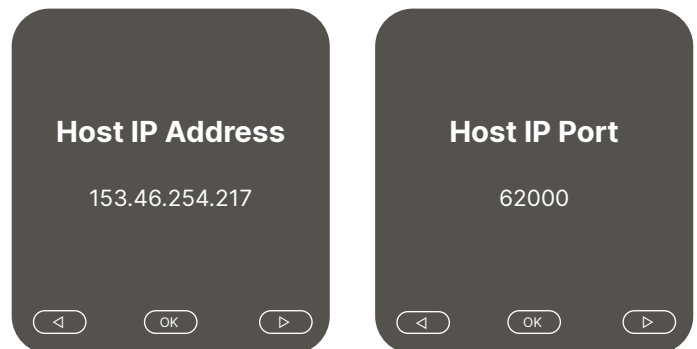 Host IP Address
153.46.254.217
OK
Host IP Port
62000
OK